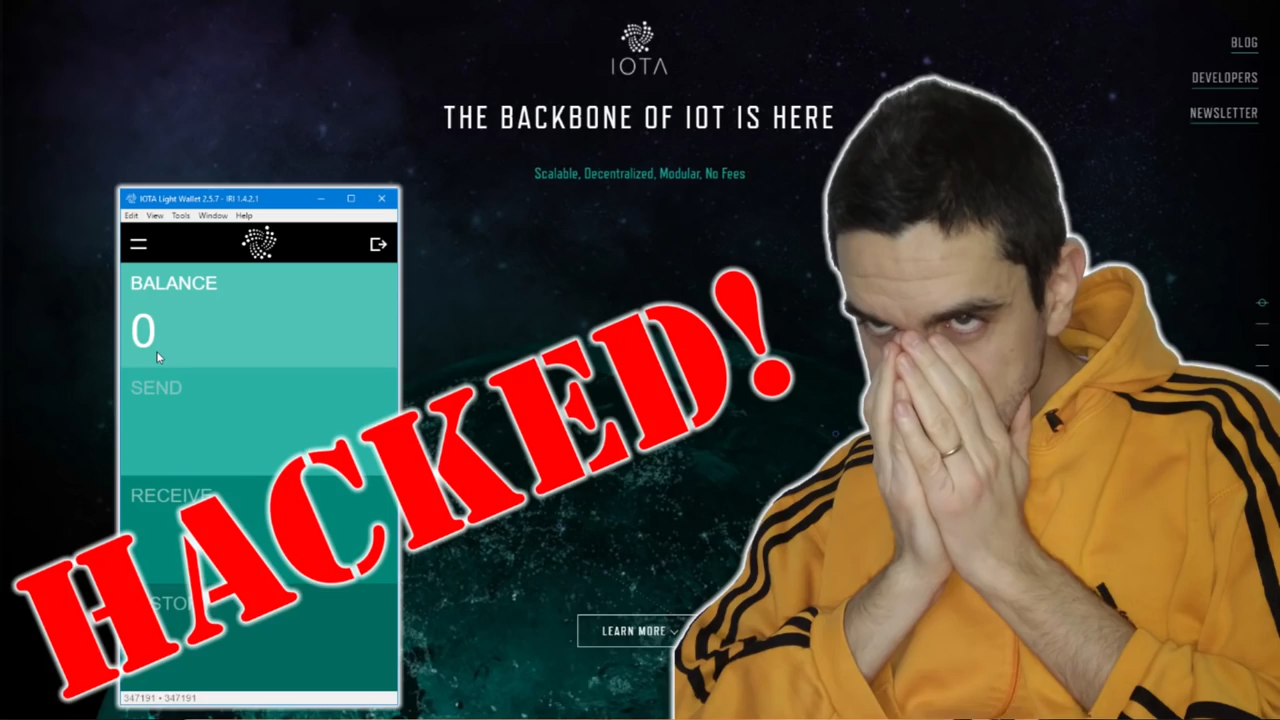 IOTA
THE BACKBONE OF IOT IS HERE
Scalable, Decentralized, Modular, No Fees
BLOG
DEVELOPERS
NEWSLETTER
IOTA Light Wallet 2.5.7 - IRI 1.4.2.1
Edit View Tools Window Help
BALANCE
0
SEND
RECEIVE
HACKED!
LEARN MORE
347191 • 347191